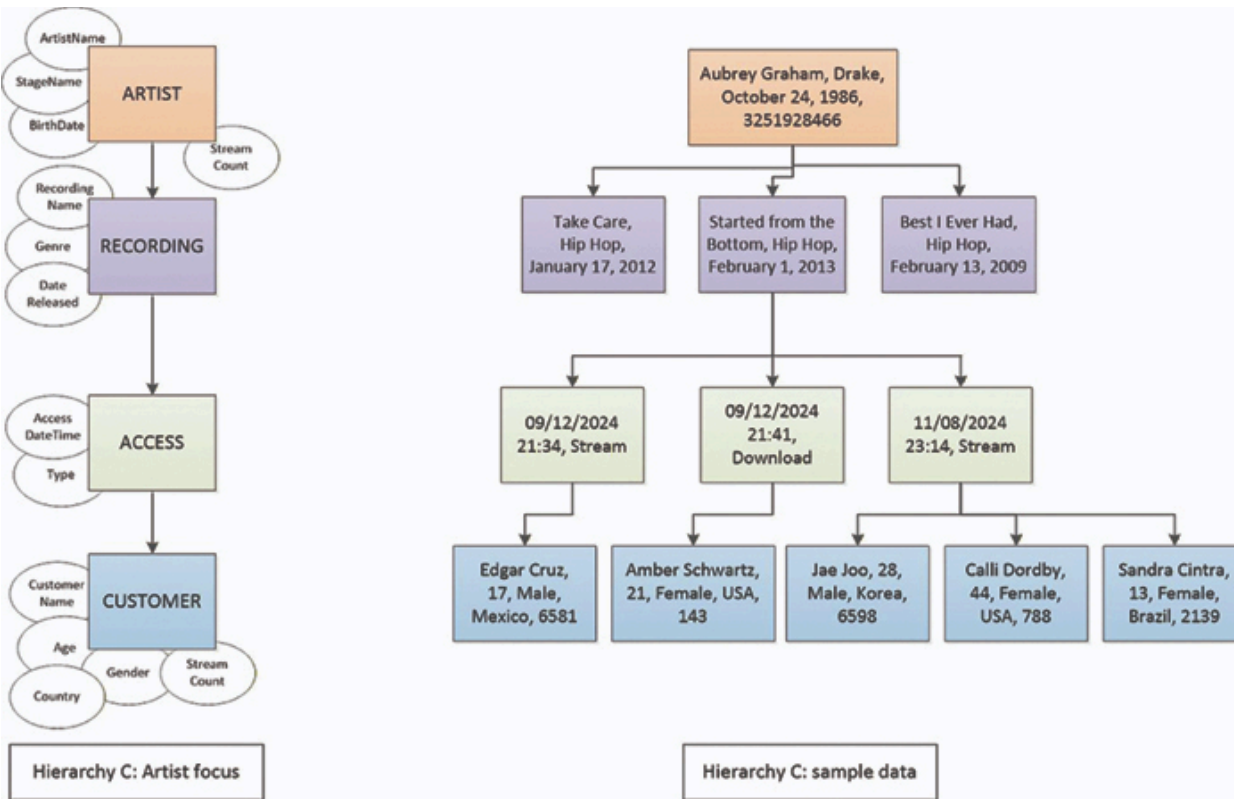 ArtistName
StageName
BirthDate
ARTIST
Stream
Count
Recording
Name
Genre
Date
Released
RECORDING
Access
DateTime
Type
ACCESS
Customer
Name
Age
Country
Gender
Stream
Count
CUSTOMER
Hierarchy C: Artist focus
Aubrey Graham, Drake,
October 24, 1986,
3251928466
Take Care,
Hip Hop,
January 17, 2012
Started from the
Bottom, Hip Hop,
February 1, 2013
Best I Ever Had,
Hip Hop,
February 13, 2009
09/12/2024
21:34, Stream
09/12/2024
21:41,
Download
11/08/2024
23:14, Stream
Edgar Cruz,
17, Male,
Mexico, 6581
Amber Schwartz,
21, Female, USA,
143
Jae Joo, 28,
Male, Korea,
6598
Calli Dordby,
44, Female,
USA, 788
Sandra Cintra,
13, Female,
Brazil, 2139
Hierarchy C: sample data